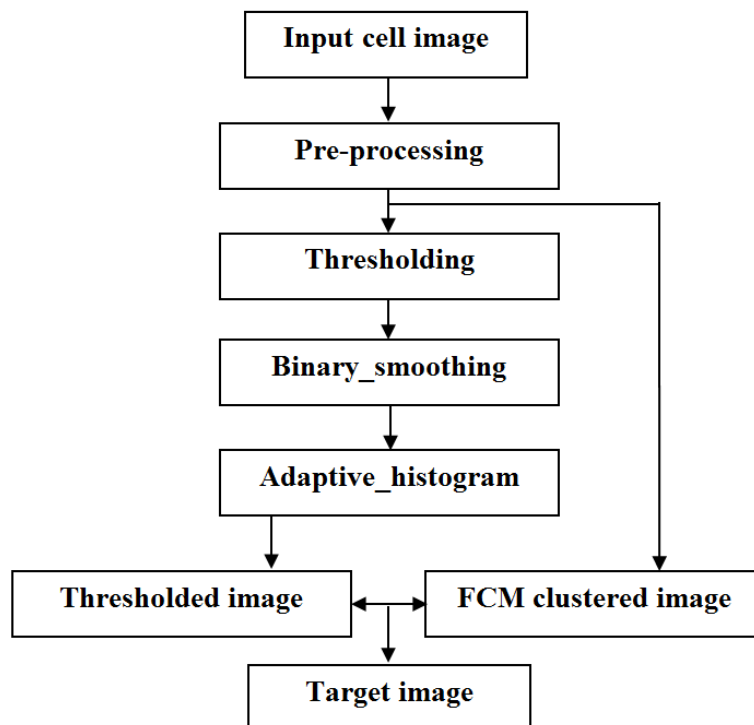 Input cell image
Pre-processing
Thresholding
Binary_smoothing
Adaptive_histogram
Thresholded image
FCM clustered image
Target image